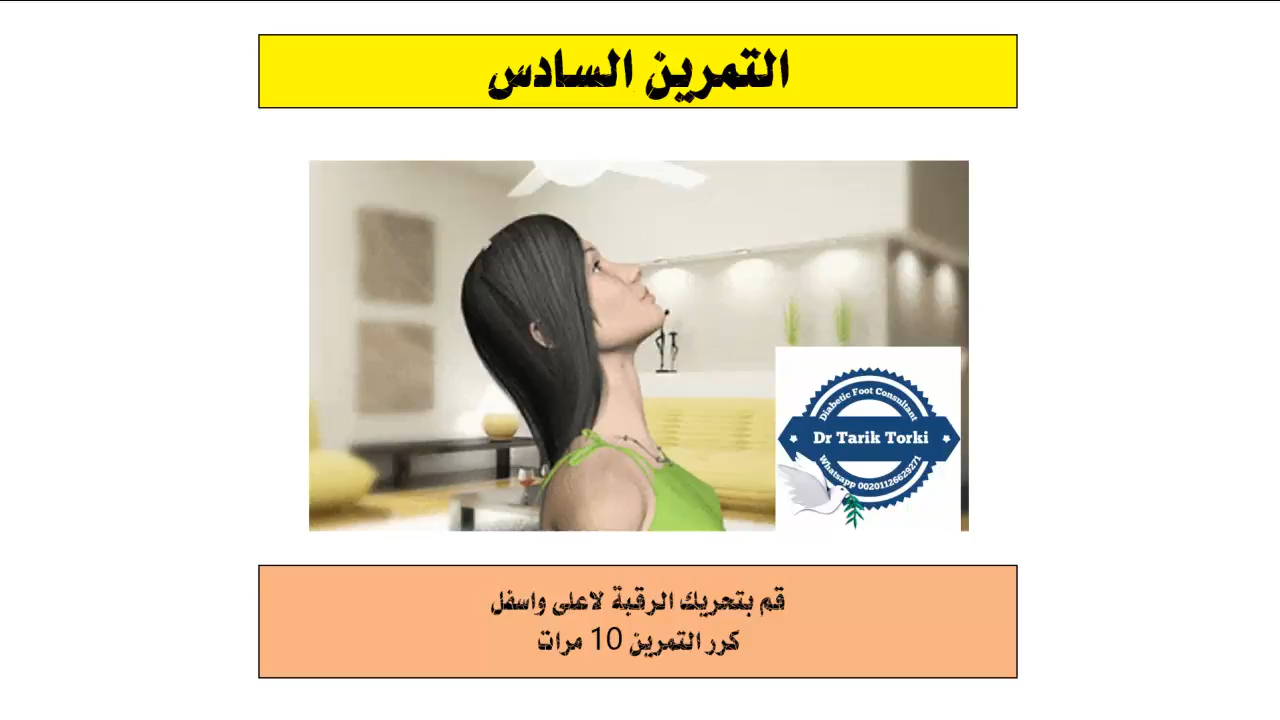 التمرين السادس
Diabetic Foot Consultant
Dr Tarik Torki
Whatsapp 00201126629271
قم بتحريك الرقبة لاعلى واسفل
كرر التمرين 10 مرات